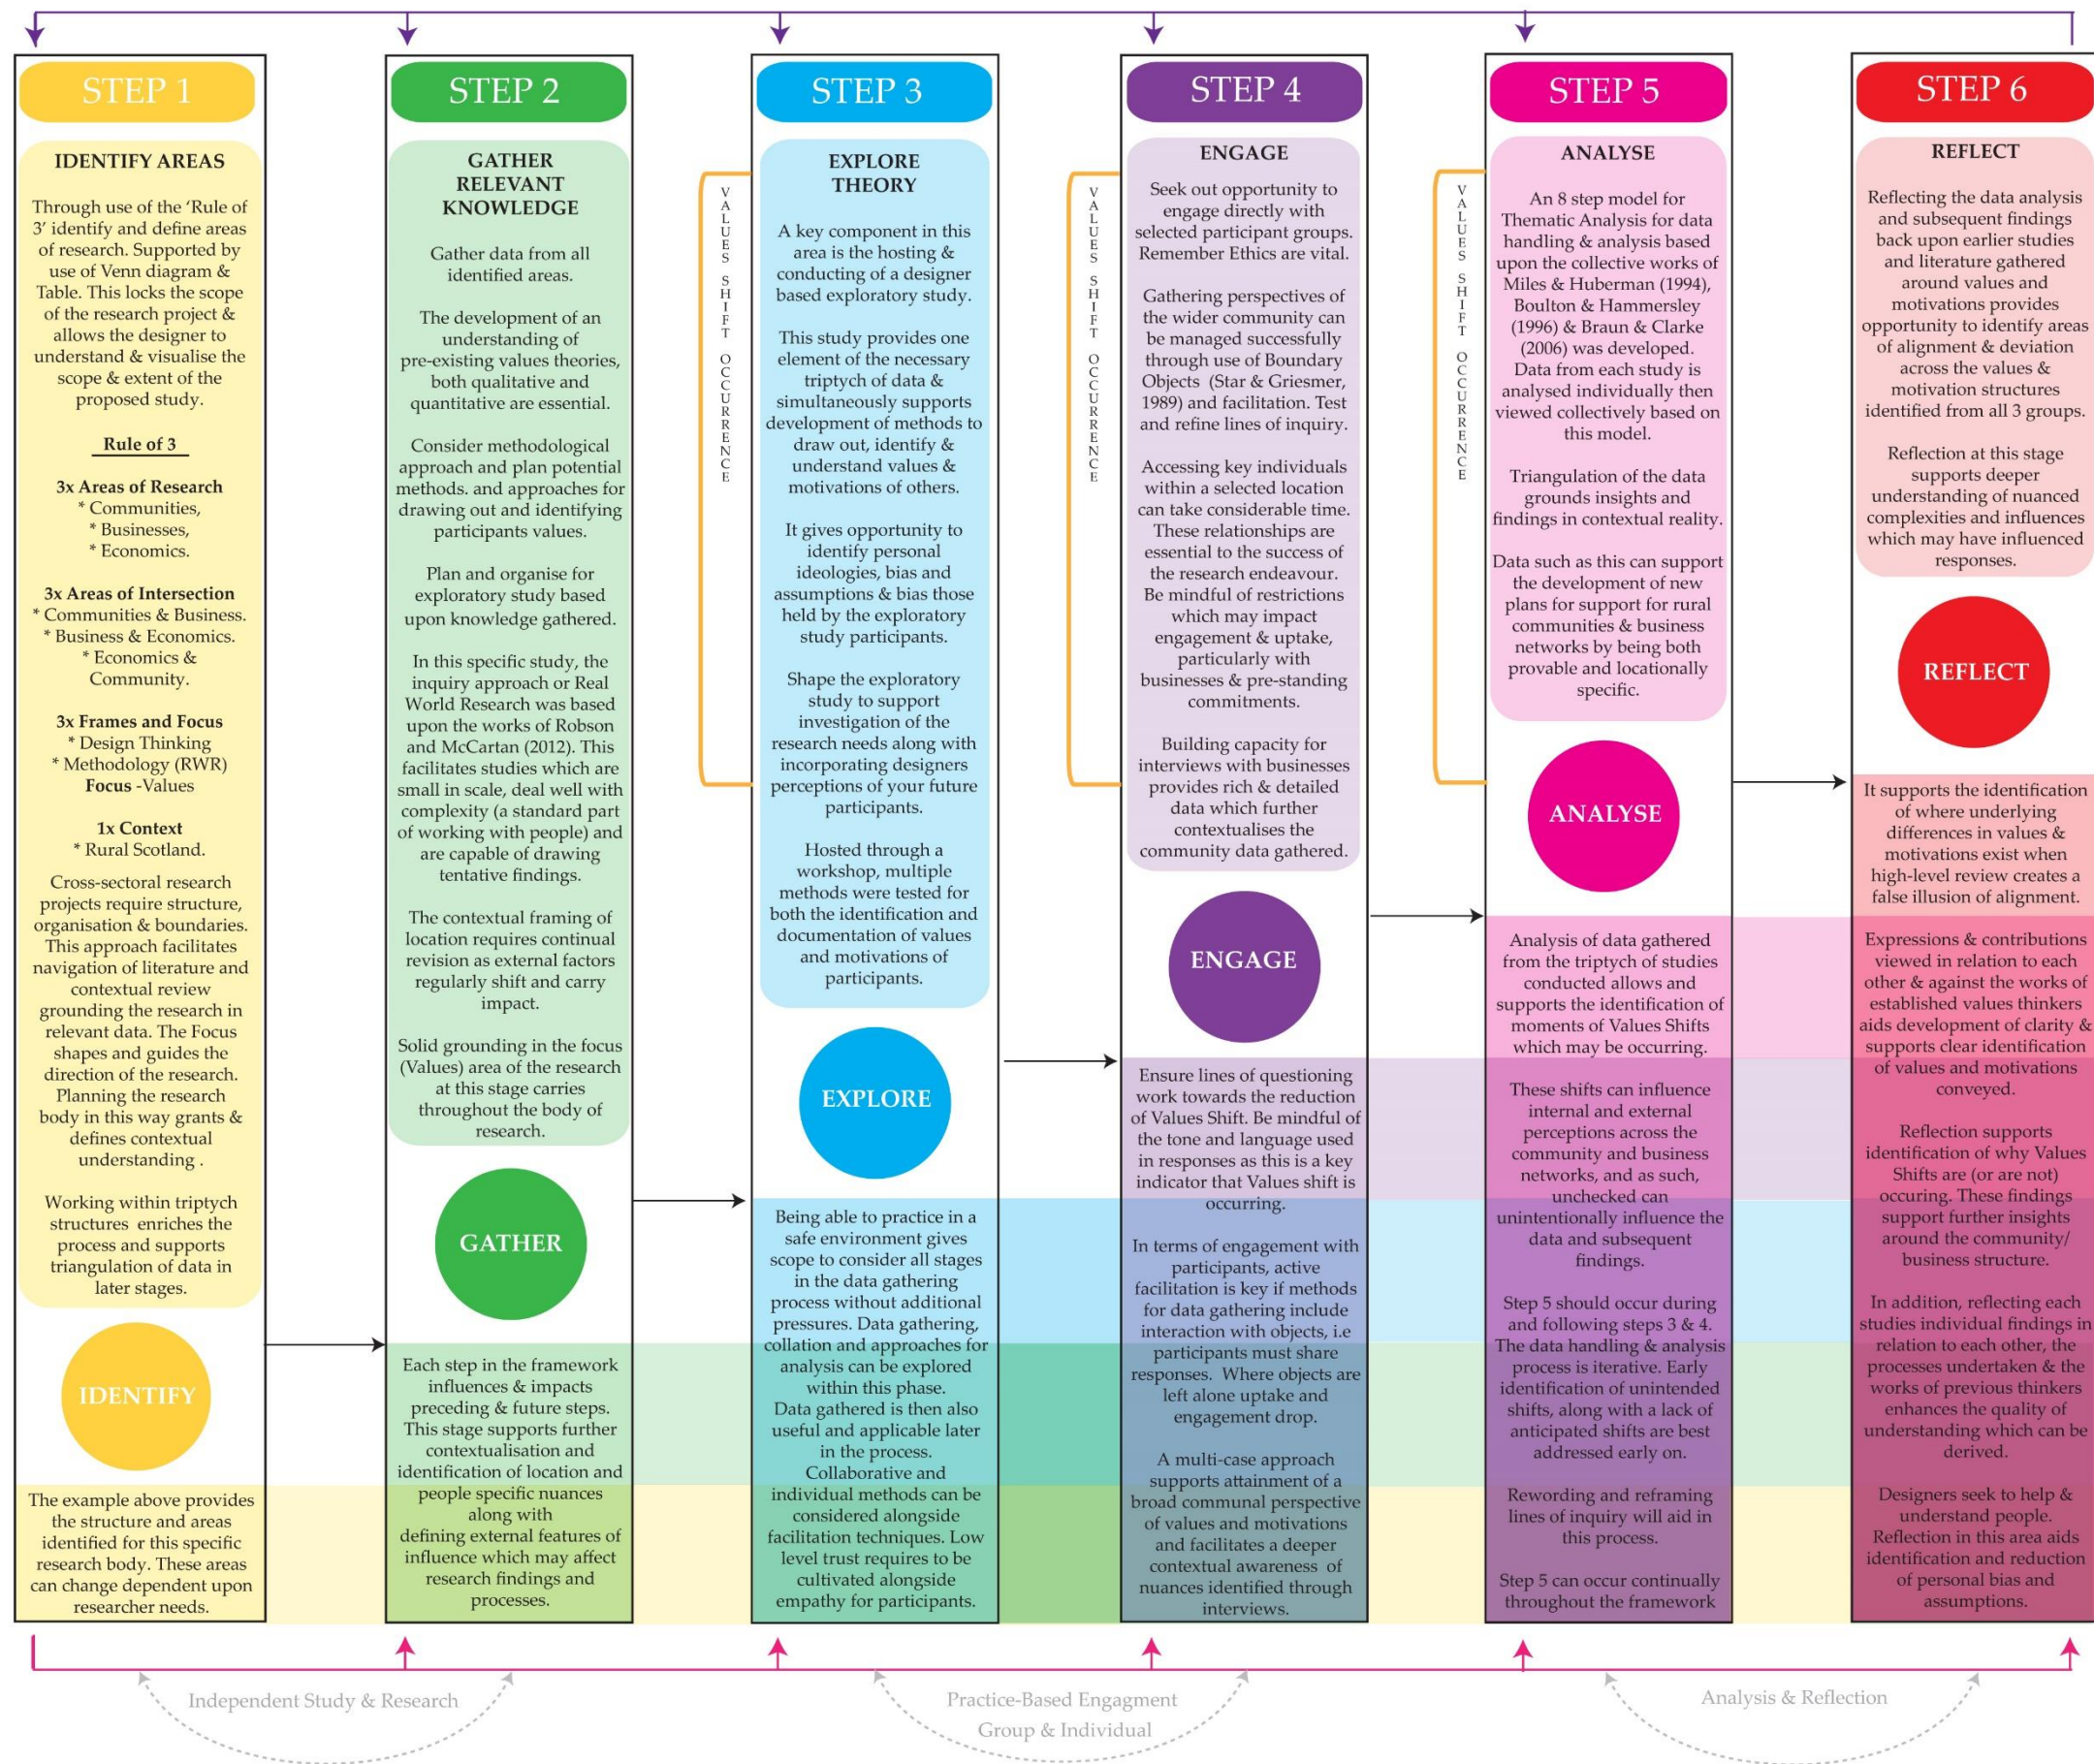 STEP 1
IDENTIFY AREAS
Through use of the ‘Rule of
3’ identify and define areas
of research. Supported by
use of Venn diagram &
Table. This locks the scope
of the research project &
allows the designer to
understand & visualise the
scope & extent of the
proposed study.
Rule of 3
3x Areas of Research
* Communities,
* Businesses,
* Economics.
3x Areas of Intersection
* Communities & Business.
* Business & Economics.
* Economics &
Community.
3x Frames and Focus
* Design Thinking
* Methodology (RWR)
Focus -Values
1x Context
* Rural Scotland.
Cross-sectoral research
projects require structure,
organisation & boundaries.
This approach facilitates
navigation of literature and
contextual review
grounding the research in
relevant data. The Focus
shapes and guides the
direction of the research.
Planning the research
body in this way grants &
defines contextual
understanding .
Working within triptych
structures enriches the
process and supports
triangulation of data in
later stages.
IDENTIFY
The example above provides
the structure and areas
identified for this specific
research body. These areas
can change dependent upon
researcher needs.
STEP 2
GATHER
RELEVANT
KNOWLEDGE
Gather data from all
identified areas.
The development of an
understanding of
pre-existing values theories,
both qualitative and
quantitative are essential.
Consider methodological
approach and plan potential
methods. and approaches for
drawing out and identifying
participants values.
Plan and organise for
exploratory study based
upon knowledge gathered.
In this specific study, the
inquiry approach or Real
World Research was based
upon the works of Robson
and McCartan (2012). This
facilitates studies which are
small in scale, deal well with
complexity (a standard part
of working with people) and
are capable of drawing
tentative findings.
The contextual framing of
location requires continual
revision as external factors
regularly shift and carry
impact.
Solid grounding in the focus
(Values) area of the research
at this stage carries
throughout the body of
research.
GATHER
Each step in the framework
influences & impacts
preceding & future steps.
This stage supports further
contextualisation and
identification of location and
people specific nuances
along with
defining external features of
influence which may affect
research findings and
processes.
VALUES SHIFT OCCURRENCE
STEP 3
EXPLORE
THEORY
A key component in this
area is the hosting &
conducting of a designer
based exploratory study.
This study provides one
element of the necessary
triptych of data &
simultaneously supports
development of methods to
draw out, identify &
understand values &
motivations of others.
It gives opportunity to
identify personal
ideologies, bias and
assumptions & bias those
held by the exploratory
study participants.
Shape the exploratory
study to support
investigation of the
research needs along with
incorporating designers
perceptions of your future
participants.
Hosted through a
workshop, multiple
methods were tested for
both the identification and
documentation of values
and motivations of
participants.
EXPLORE
Being able to practice in a
safe environment gives
scope to consider all stages
in the data gathering
process without additional
pressures. Data gathering,
collation and approaches for
analysis can be explored
within this phase.
Data gathered is then also
useful and applicable later
in the process.
Collaborative and
individual methods can be
considered alongside
facilitation techniques. Low
level trust requires to be
cultivated alongside
empathy for participants.
VALUES SHIFT OCCURRENCE
STEP 4
ENGAGE
Seek out opportunity to
engage directly with
selected participant groups.
Remember Ethics are vital.
Gathering perspectives of
the wider community can
be managed successfully
through use of Boundary
Objects (Star & Griesmer,
1989) and facilitation. Test
and refine lines of inquiry.
Accessing key individuals
within a selected location
can take considerable time.
These relationships are
essential to the success of
the research endeavour.
Be mindful of restrictions
which may impact
engagement & uptake,
particularly with
businesses & pre-standing
commitments.
Building capacity for
interviews with businesses
provides rich & detailed
data which further
contextualises the
community data gathered.
ENGAGE
Ensure lines of questioning
work towards the reduction
of Values Shift. Be mindful of
the tone and language used
in responses as this is a key
indicator that Values shift is
occurring.
In terms of engagement with
participants, active
facilitation is key if methods
for data gathering include
interaction with objects, i.e
participants must share
responses. Where objects are
left alone uptake and
engagement drop.
A multi-case approach
supports attainment of a
broad communal perspective
of values and motivations
and facilitates a deeper
contextual awareness of
nuances identified through
interviews.
VALUES SHIFT OCCURRENCE
STEP 5
ANALYSE
An 8 step model for
Thematic Analysis for data
handling & analysis based
upon the collective works of
Miles & Huberman (1994),
Boulton & Hammersley
(1996) & Braun & Clarke
(2006) was developed.
Data from each study is
analysed individually then
viewed collectively based on
this model.
Triangulation of the data
grounds insights and
findings in contextual reality.
Data such as this can support
the development of new
plans for support for rural
communities & business
networks by being both
provable and locationally
specific.
ANALYSE
Analysis of data gathered
from the triptych of studies
conducted allows and
supports the identification of
moments of Values Shifts
which may be occurring.
These shifts can influence
internal and external
perceptions across the
community and business
networks, and as such,
unchecked can
unintentionally influence the
data and subsequent
findings.
Step 5 should occur during
and following steps 3 & 4.
The data handling & analysis
process is iterative. Early
identification of unintended
shifts, along with a lack of
anticipated shifts are best
addressed early on.
Rewording and reframing
lines of inquiry will aid in
this process.
Step 5 can occur continually
throughout the framework
STEP 6
REFLECT
Reflecting the data analysis
and subsequent findings
back upon earlier studies
and literature gathered
around values and
motivations provides
opportunity to identify areas
of alignment & deviation
across the values &
motivation structures
identified from all 3 groups.
Reflection at this stage
supports deeper
understanding of nuanced
complexities and influences
which may have influenced
responses.
REFLECT
It supports the identification
of where underlying
differences in values &
motivations exist when
high-level review creates a
false illusion of alignment.
Expressions & contributions
viewed in relation to each
other & against the works of
established values thinkers
aids development of clarity &
supports clear identification
of values and motivations
conveyed.
Reflection supports
identification of why Values
Shifts are (or are not)
occuring. These findings
support further insights
around the community/
business structure.
In addition, reflecting each
studies individual findings in
relation to each other, the
processes undertaken & the
works of previous thinkers
enhances the quality of
understanding which can be
derived.
Designers seek to help &
understand people.
Reflection in this area aids
identification and reduction
of personal bias and
assumptions.
Independent Study & Research
Practice-Based Engagment
Group & Individual
Analysis & Reflection